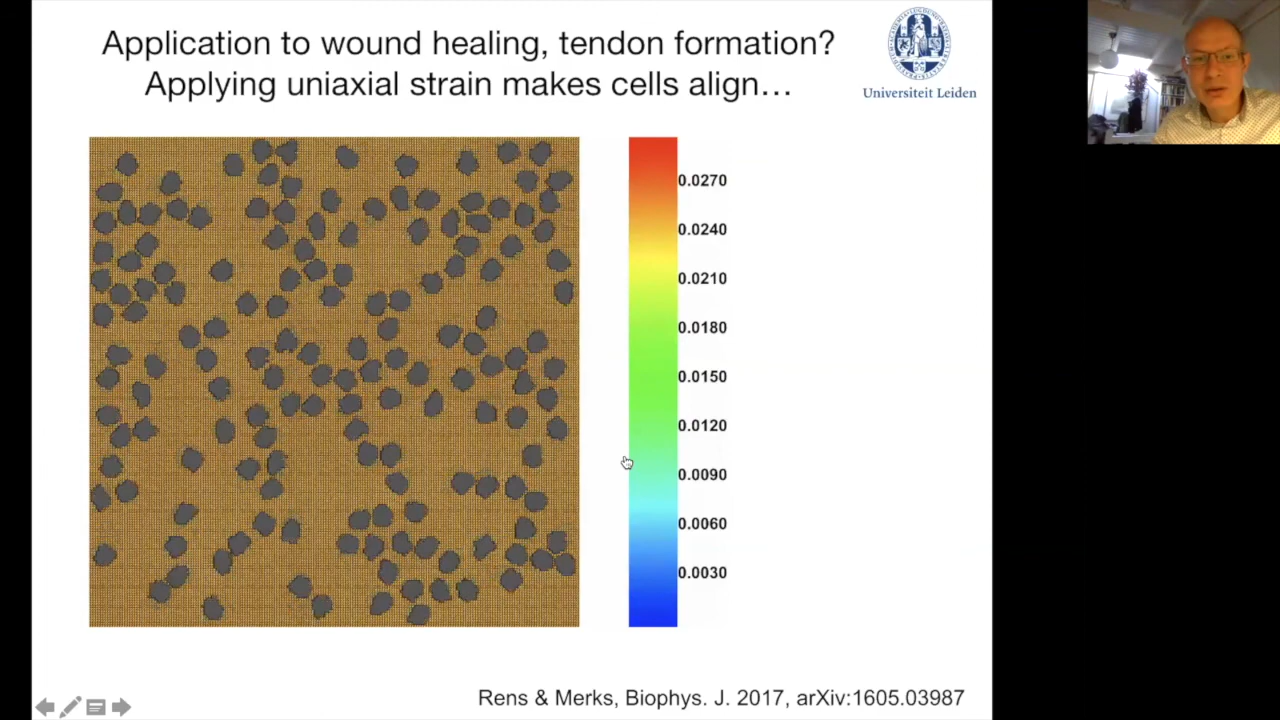 Application to wound healing, tendon formation?
Applying uniaxial strain makes cells align...
Universiteit Leiden
0.0270
0.0240
0.0210
0.0180
0.0150
0.0120
0.0090
0.0060
0.0030
Rens & Merks, Biophys. J. 2017, arXiv:1605.03987